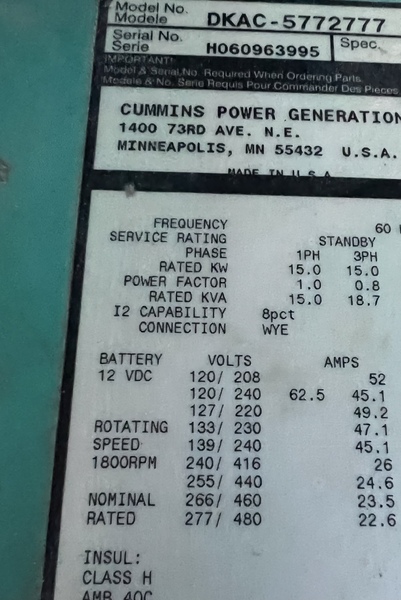 Model No.
Modele DKAC-5772777
Serial No.
Serie H060963995 Spec.
IMPORTANT:
Model & Serial No. Required When Ordering Parts.
Modele & No. Serie Requis Pour Commander Des Pieces
CUMMINS POWER GENERATION
1400 73RD AVE. N.E.
MINNEAPOLIS, MN 55432 U.S.A.
MADE IN U.S.A.
FREQUENCY 60
SERVICE RATING STANDBY
PHASE 1PH 3PH
RATED KW 15.0 15.0
POWER FACTOR 1.0 0.8
RATED KVA 15.0 18.7
I2 CAPABILITY 8pct
CONNECTION WYE
BATTERY VOLTS AMPS
12 VDC 120/ 208 52
120/ 240 62.5 45.1
127/ 220 49.2
ROTATING 133/ 230 47.1
SPEED 139/ 240 45.1
1800RPM 240/ 416 26
255/ 440 24.6
NOMINAL 266/ 460 23.5
RATED 277/ 480 22.6
INSUL:
CLASS H
AMB 40C